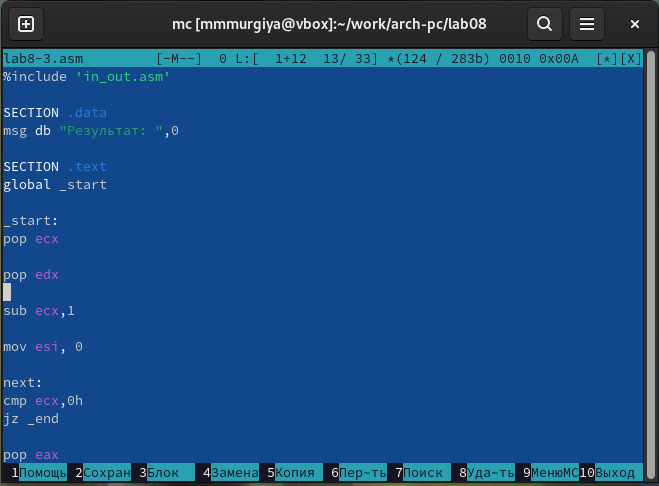 mc [mmmurgiya@vbox]:~/work/arch-pc/lab08
lab8-3.asm [-M--] 0 L:[ 1+12 13/ 33] *(124 / 283b) 0010 0x00A [*][X]
%include 'in_out.asm'
SECTION .data
msg db "Результат: ",0
SECTION .text
global _start
_start:
pop ecx
pop edx
sub ecx,1
mov esi, 0
next:
cmp ecx,0h
jz _end
pop eax
1Помощь 2Сохран 3Блок 4Замена 5Копия 6Пер~ть 7Поиск 8Уда~ть 9МенюМС 10Выход